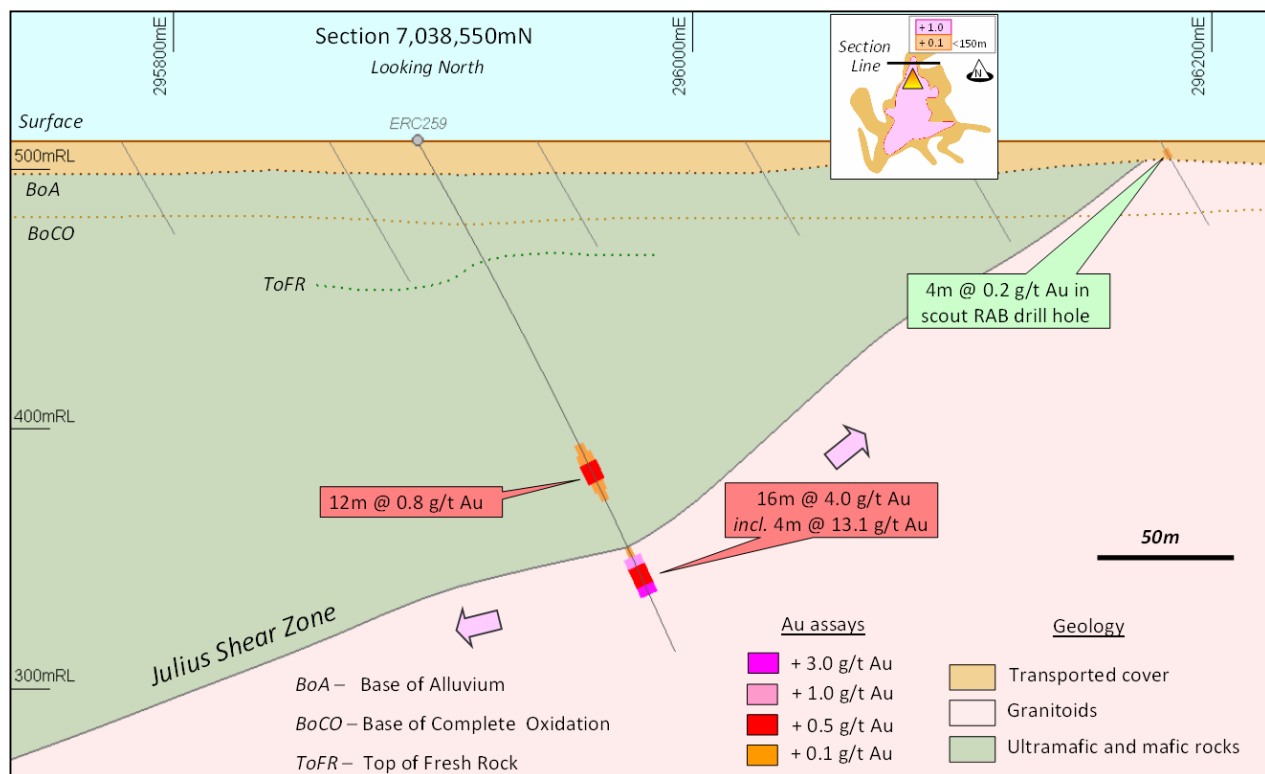 295800mE
Section 7,038,550mN
Looking North
296000mE
+ 1.0
+ 0.1 <150m
Section
Line
N
296200mE
Surface
ERC259
500mRL
BoA
BoCO
ToFR
4m @ 0.2 g/t Au in
scout RAB drill hole
400mRL
12m @ 0.8 g/t Au
16m @ 4.0 g/t Au
incl. 4m @ 13.1 g/t Au
50m
Julius Shear Zone
300mRL
BoA – Base of Alluvium
BoCO – Base of Complete Oxidation
ToFR – Top of Fresh Rock
Au assays
+ 3.0 g/t Au
+ 1.0 g/t Au
+ 0.5 g/t Au
+ 0.1 g/t Au
Geology
Transported cover
Granitoids
Ultramafic and mafic rocks